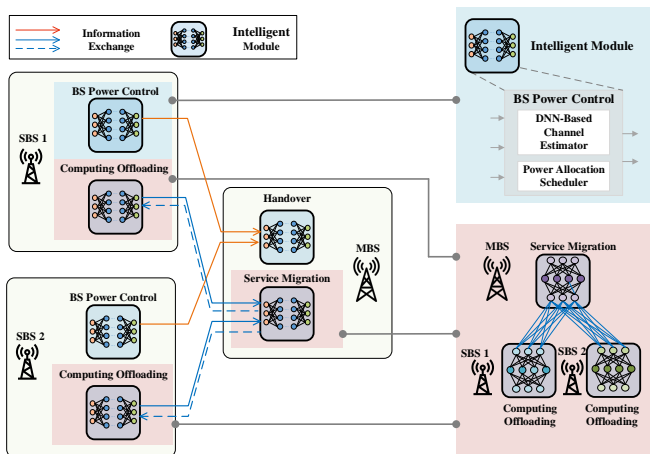 Information
Exchange
Intelligent
Module
BS Power Control
SBS 1
Computing Offloading
BS Power Control
SBS 2
Computing Offloading
Handover
MBS
Service Migration
Intelligent Module
BS Power Control
DNN-Based
Channel
Estimator
Power Allocation
Scheduler
MBS
Service Migration
SBS 1
SBS 2
Computing
Offloading
Computing
Offloading